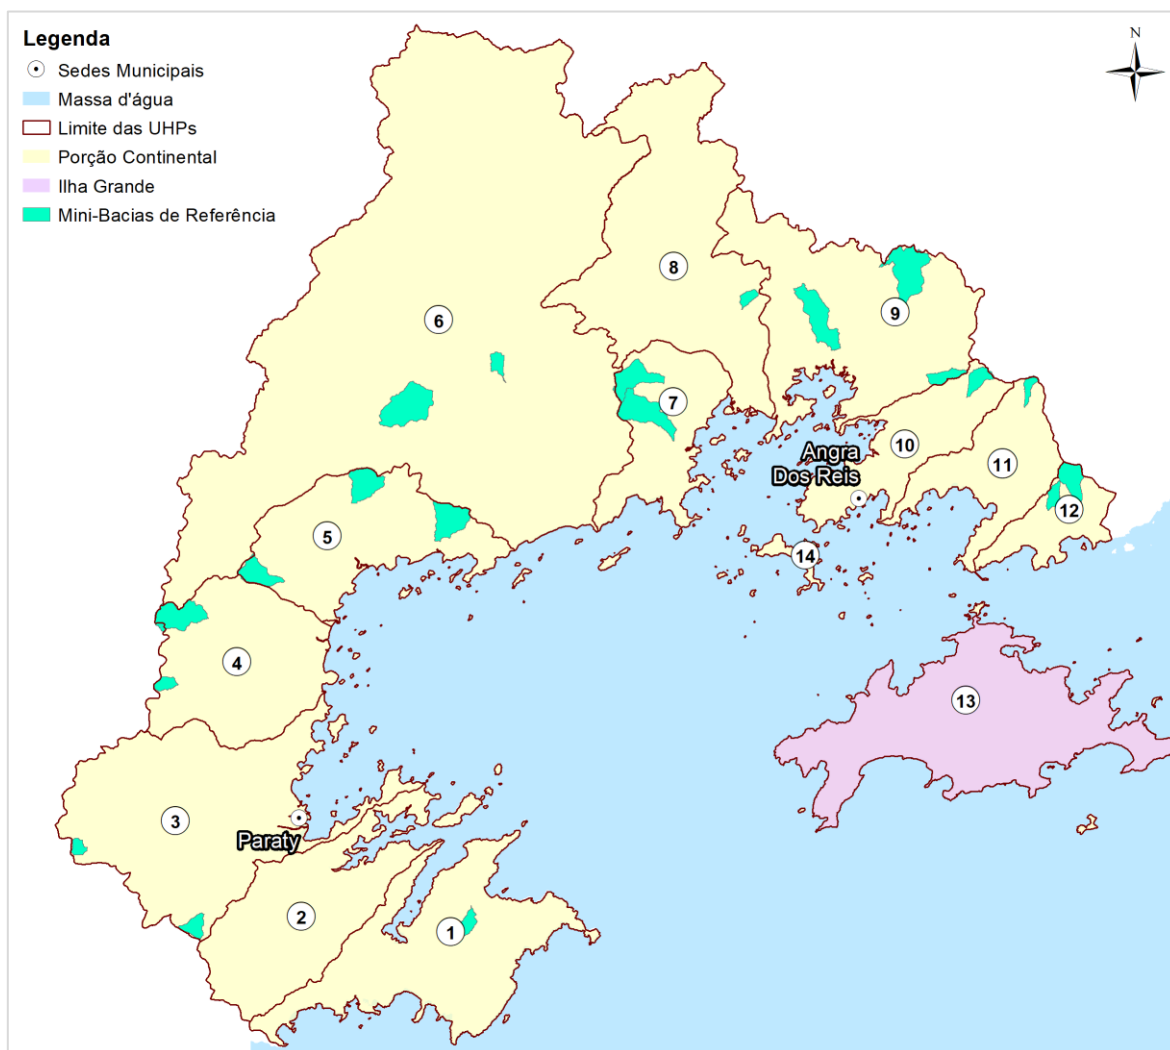 Legenda
Sedes Municipais
Massa d'água
Limite das UHPs
Porção Continental
Ilha Grande
Mini-Bacias de Referência
N
8
9
6
7
10
Angra
Dos Reis
11
12
5
14
4
13
3
Paraty
2
1